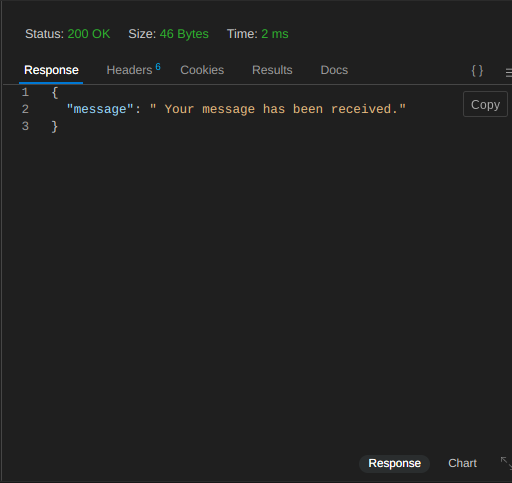 Status: 200 OK Size: 46 Bytes Time: 2 ms
Response Headers 6 Cookies Results Docs { }
1 {
2 "message": " Your message has been received."
3 }
Copy
Response Chart